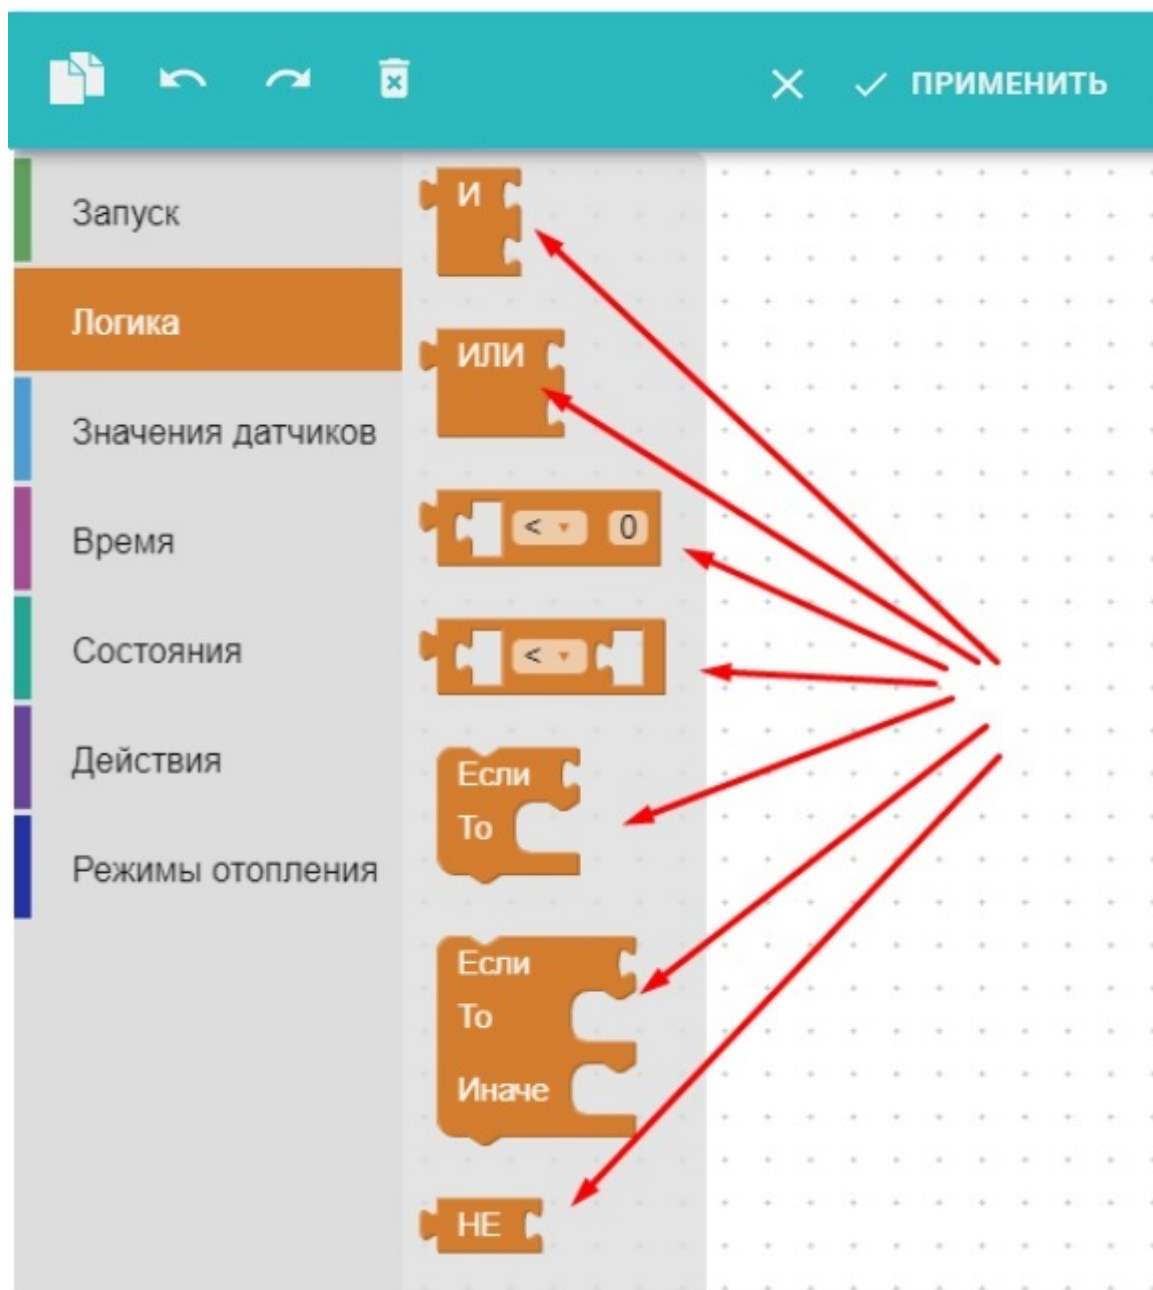 ПРИМЕНИТЬ
Запуск
Логика
Значения датчиков
Время
Состояния
Действия
Режимы отопления
И
ИЛИ
< 0
<
Если
То
Если
То
Иначе
НЕ